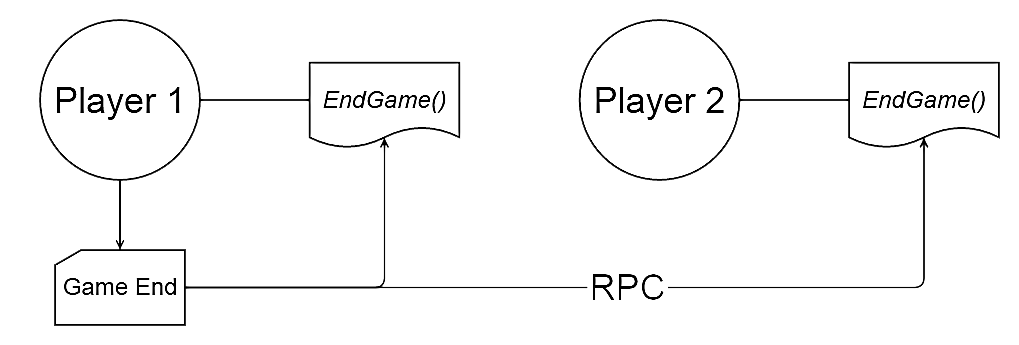 Player 1
EndGame()
Player 2
EndGame()
Game End
RPC